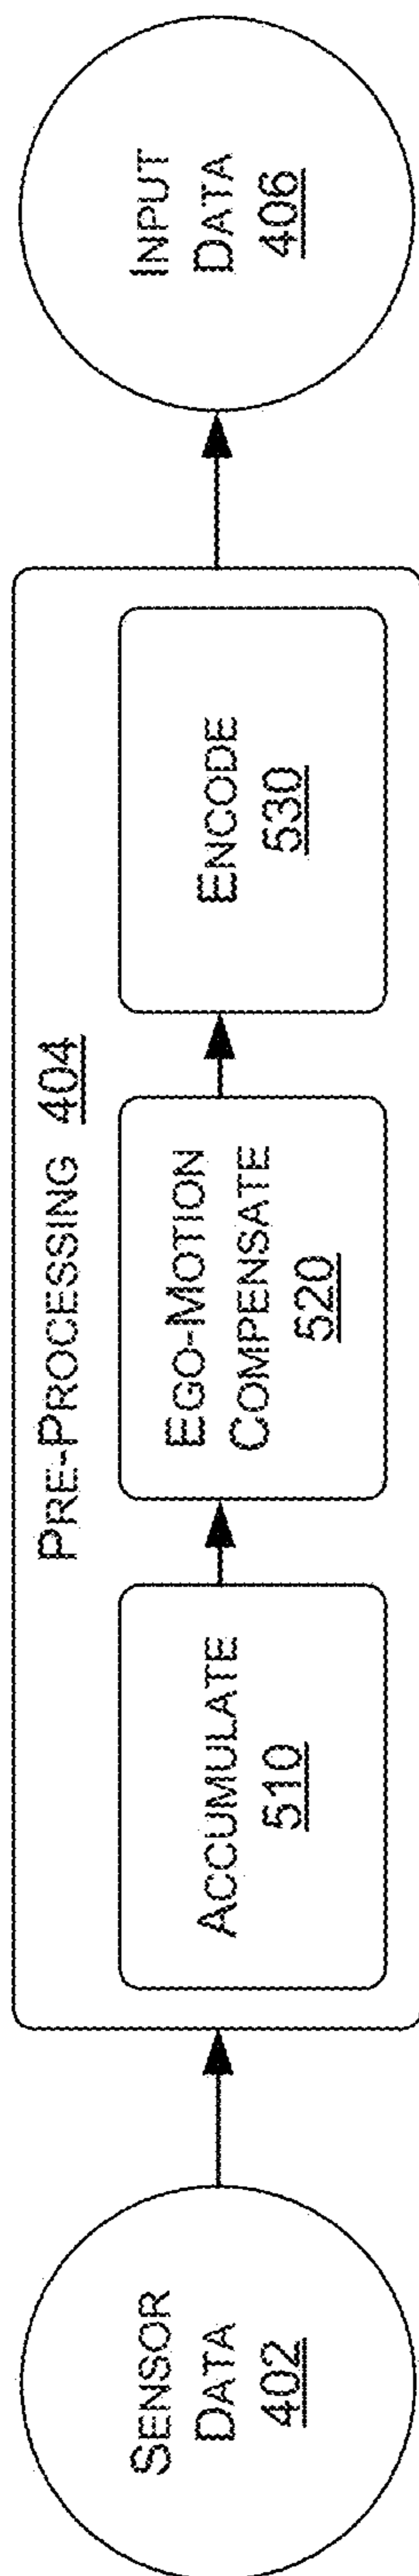 SENSOR
DATA
402
PRE-PROCESSING 404
ACCUMULATE
510
EGO-MOTION
COMPENSATE
520
ENCODE
530
INPUT
DATA
406